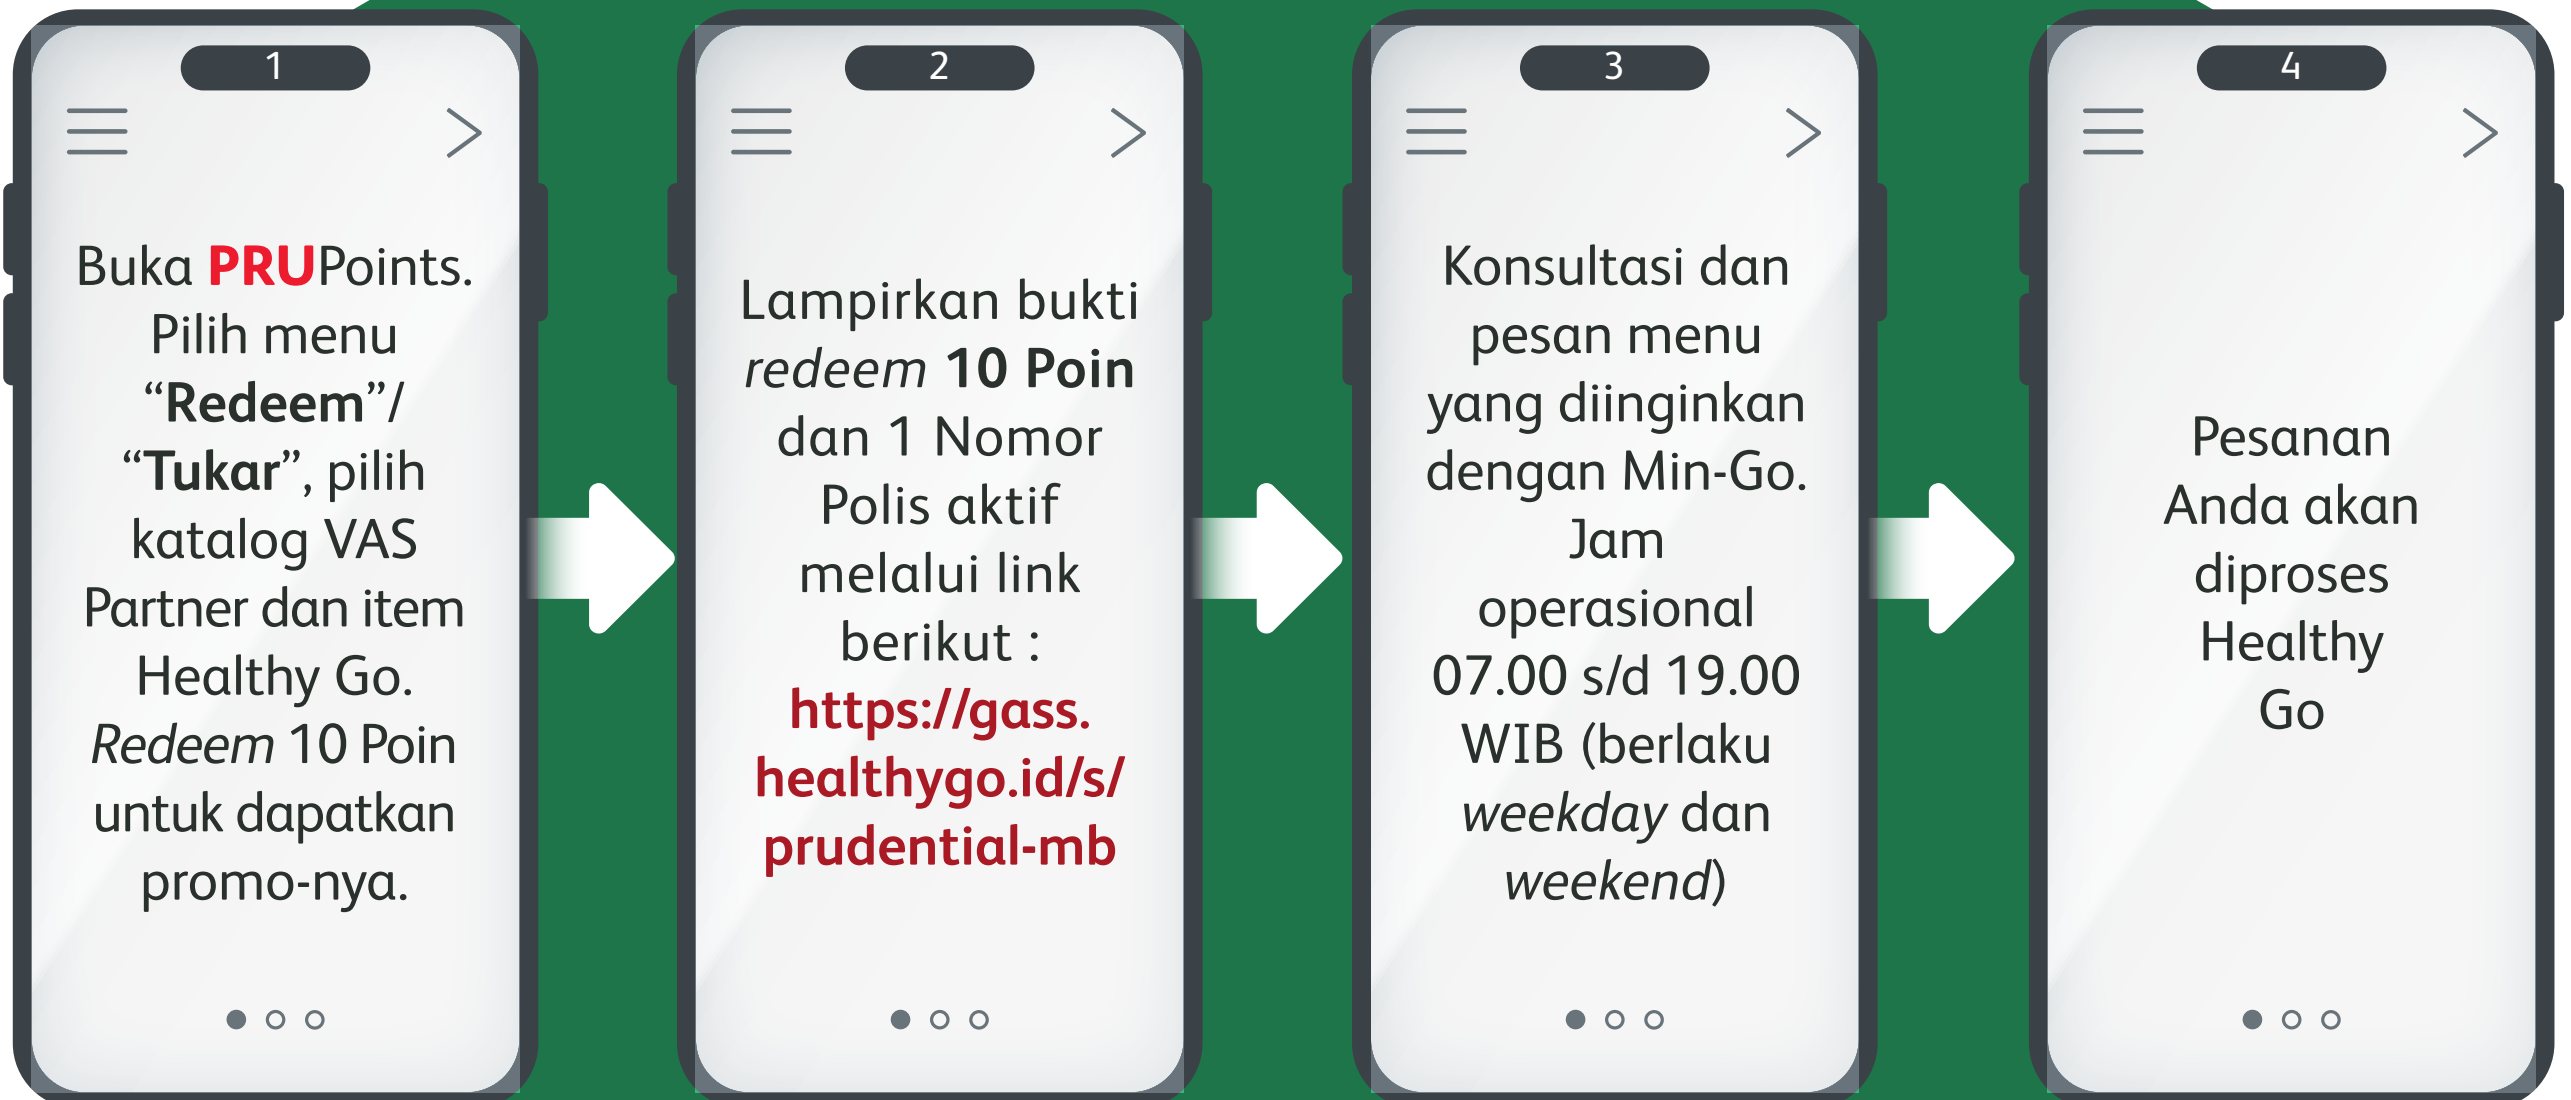 1
Buka PRUPoints.
Pilih menu
“Redeem”/
“Tukar”, pilih
katalog VAS
Partner dan item
Healthy Go.
Redeem 10 Poin
untuk dapatkan
promo-nya.
2
Lampirkan bukti
redeem 10 Poin
dan 1 Nomor
Polis aktif
melalui link
berikut :
https://gass.
healthygo.id/s/
prudential-mb
3
Konsultasi dan
pesan menu
yang diinginkan
dengan Min-Go.
Jam
operasional
07.00 s/d 19.00
WIB (berlaku
weekday dan
weekend)
4
Pesanan
Anda akan
diproses
Healthy
Go